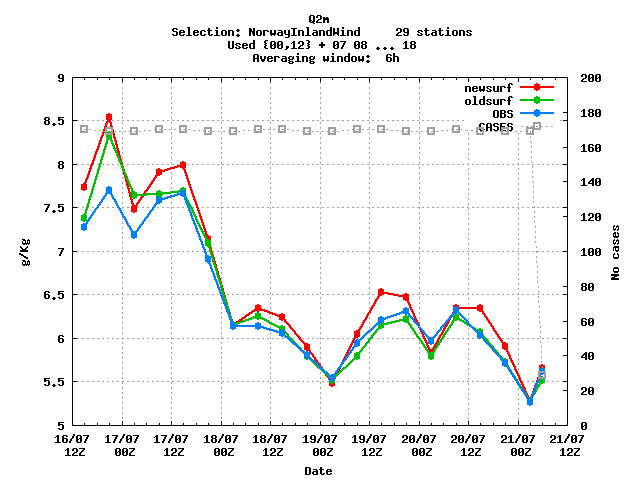 Q2m
Selection: NorwayInlandWind 29 stations
Used {00,12} + 07 08 ... 18
Averaging window: 6h
newsurf
oldsurf
OBS
CASES
9
8.5
8
7.5
7
6.5
6
5.5
5
g/Kg
200
180
160
140
120
100
80
60
40
20
0
No cases
16/07 17/07 17/07 18/07 18/07 19/07 19/07 20/07 20/07 21/07 21/07
12Z 00Z 12Z 00Z 12Z 00Z 12Z 00Z 12Z 00Z 12Z
Date